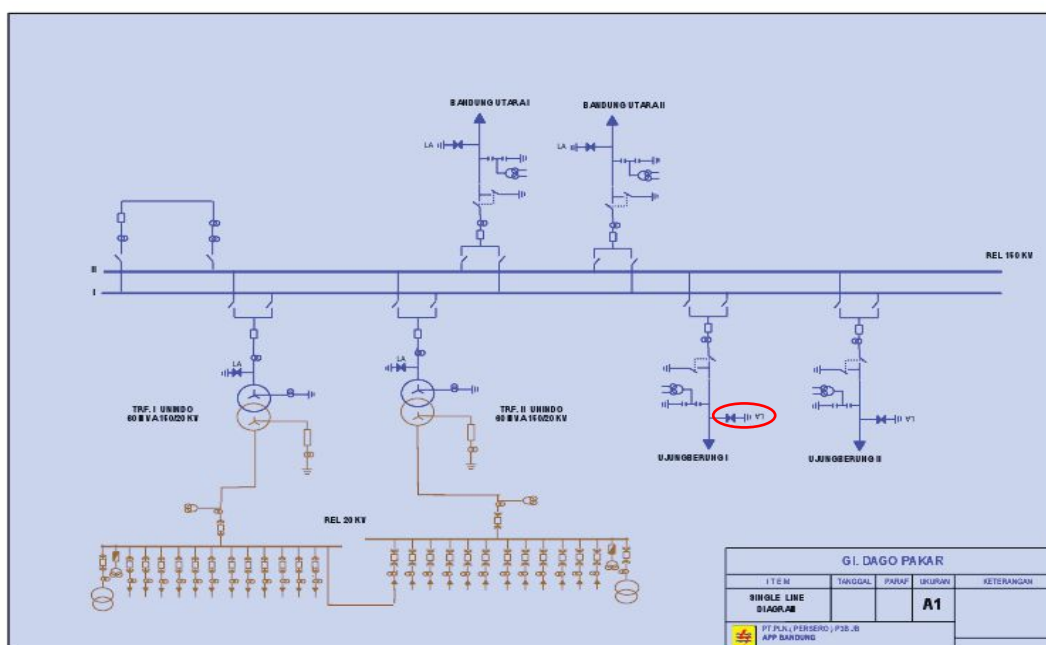 BANDUNG UTARA I
BANDUNG UTARA II
LA
LA
REL 150 KV
II
I
LA
LA
TRF. I UNINDO
60 MVA 150/20 KV
TRF. II UNINDO
60 MVA 150/20 KV
LA
LA
UJUNGBERUNG I
UJUNGBERUNG II
REL 20 KV
GI. DAGO PAKAR
ITEM
TANGGAL
PARAF
UKURAN
KETERANGAN
SINGLE LINE
DIAGRAM
A1
PT.PLN.( PERSERO ) P3B JB
APP BANDUNG